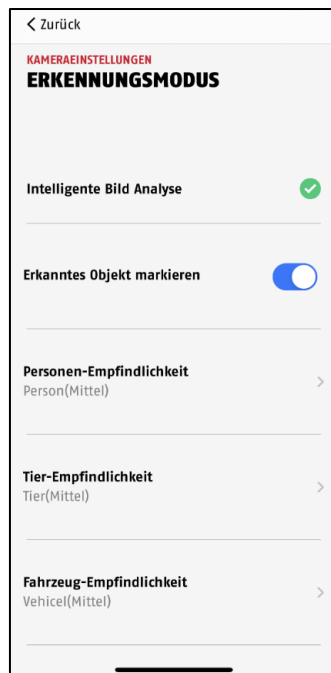 Zurück
KAMERAEINSTELLUNGEN
ERKENNUNGSMODUS
Intelligente Bild Analyse
Erkanntes Objekt markieren
Personen-Empfindlichkeit
Person(Mittel)
Tier-Empfindlichkeit
Tier(Mittel)
Fahrzeug-Empfindlichkeit
Vehicel(Mittel)